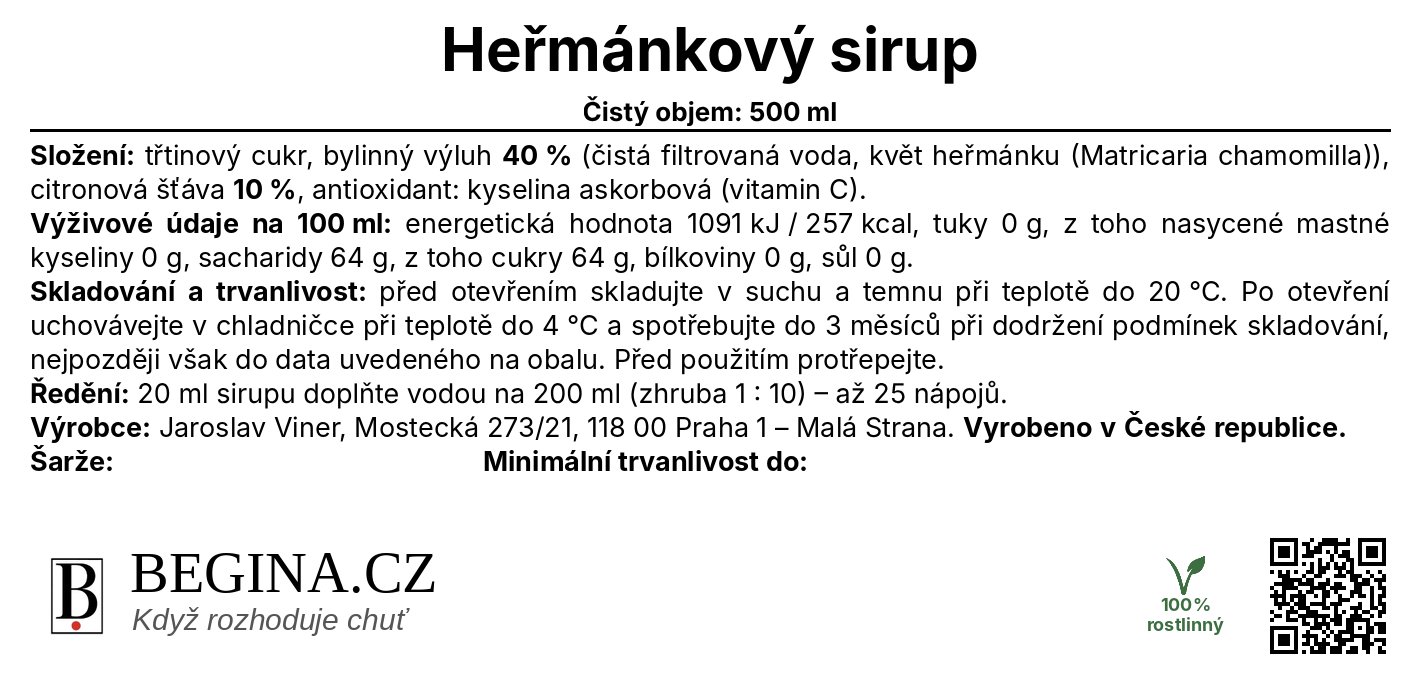 Heřmánkový sirup
Čistý objem: 500 ml
Složení: třtinový cukr, bylinný výluh 40 % (čistá filtrovaná voda, květ heřmánku (Matricaria chamomilla)),
citronová šťáva 10 %, antioxidant: kyselina askorbová (vitamin C).
Výživové údaje na 100 ml: energetická hodnota 1091 kJ / 257 kcal, tuky 0 g, z toho nasycené mastné
kyseliny 0 g, sacharidy 64 g, z toho cukry 64 g, bílkoviny 0 g, sůl 0 g.
Skladování a trvanlivost: před otevřením skladujte v suchu a temnu při teplotě do 20 °C. Po otevření
uchovávejte v chladničce při teplotě do 4 °C a spotřebujte do 3 měsíců při dodržení podmínek skladování,
nejpozději však do data uvedeného na obalu. Před použitím protřepejte.
Ředění: 20 ml sirupu doplňte vodou na 200 ml (zhruba 1 : 10) – až 25 nápojů.
Výrobce: Jaroslav Viner, Mostecká 273/21, 118 00 Praha 1 – Malá Strana. Vyrobeno v České republice.
Šarže: Minimální trvanlivost do:
B
BEGINA.CZ
Když rozhoduje chuť
100%
rostlinný